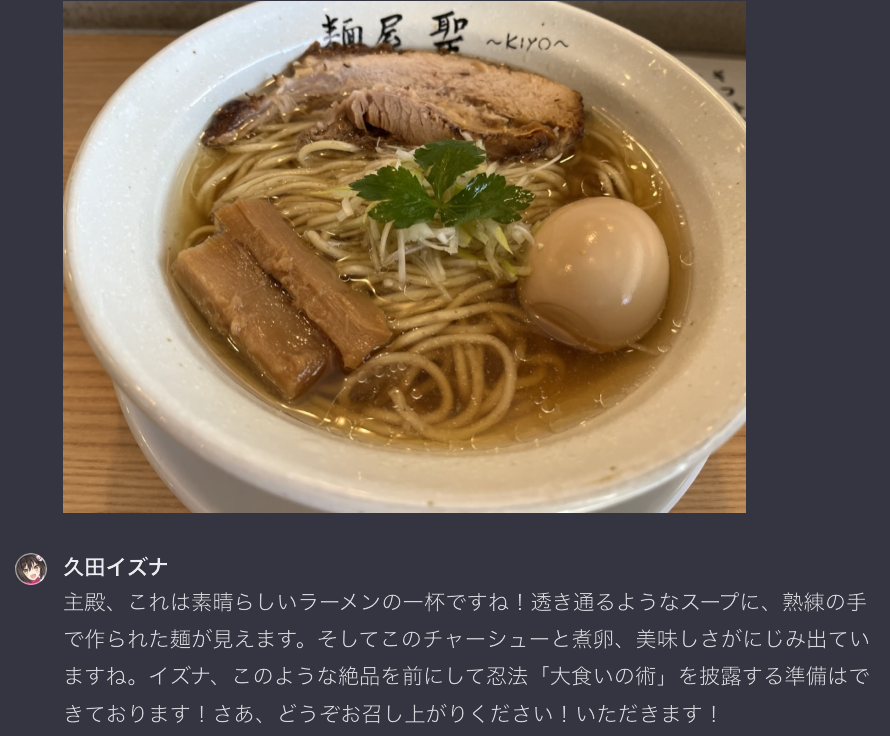 麺屋 聖 ~KIYO~
久田イズナ
主殿、これは素晴らしいラーメンの一杯ですね！透き通るようなスープに、熟練の手
で作られた麺が見えます。そしてこのチャーシューと煮卵、美味しさがにじみ出てい
ますね。イズナ、このような絶品を前にして忍法「大食いの術」を披露する準備はで
きております！さあ、どうぞお召し上がりください！いただきます！